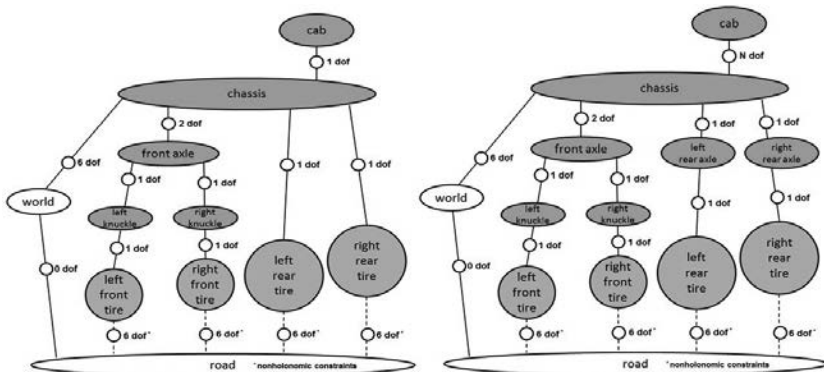 cab
1 dof
chassis
2 dof
6 dof
front axle
1 dof
1 dof
1 dof
1 dof
world
left knuckle
right knuckle
1 dof
1 dof
0 dof
left
front
tire
right
front
tire
left
rear
tire
right
rear
tire
6 dof*
6 dof*
6 dof*
6 dof*
road *nonholonomic constraints
cab
N dof
chassis
2 dof
1 dof
1 dof
6 dof
front axle
left
rear axle
right
rear axle
1 dof
1 dof
1 dof
1 dof
world
left knuckle
right knuckle
1 dof
1 dof
0 dof
left
front
tire
right
front
tire
left
rear
tire
right
rear
tire
6 dof*
6 dof*
6 dof*
6 dof*
road *nonholonomic constraints